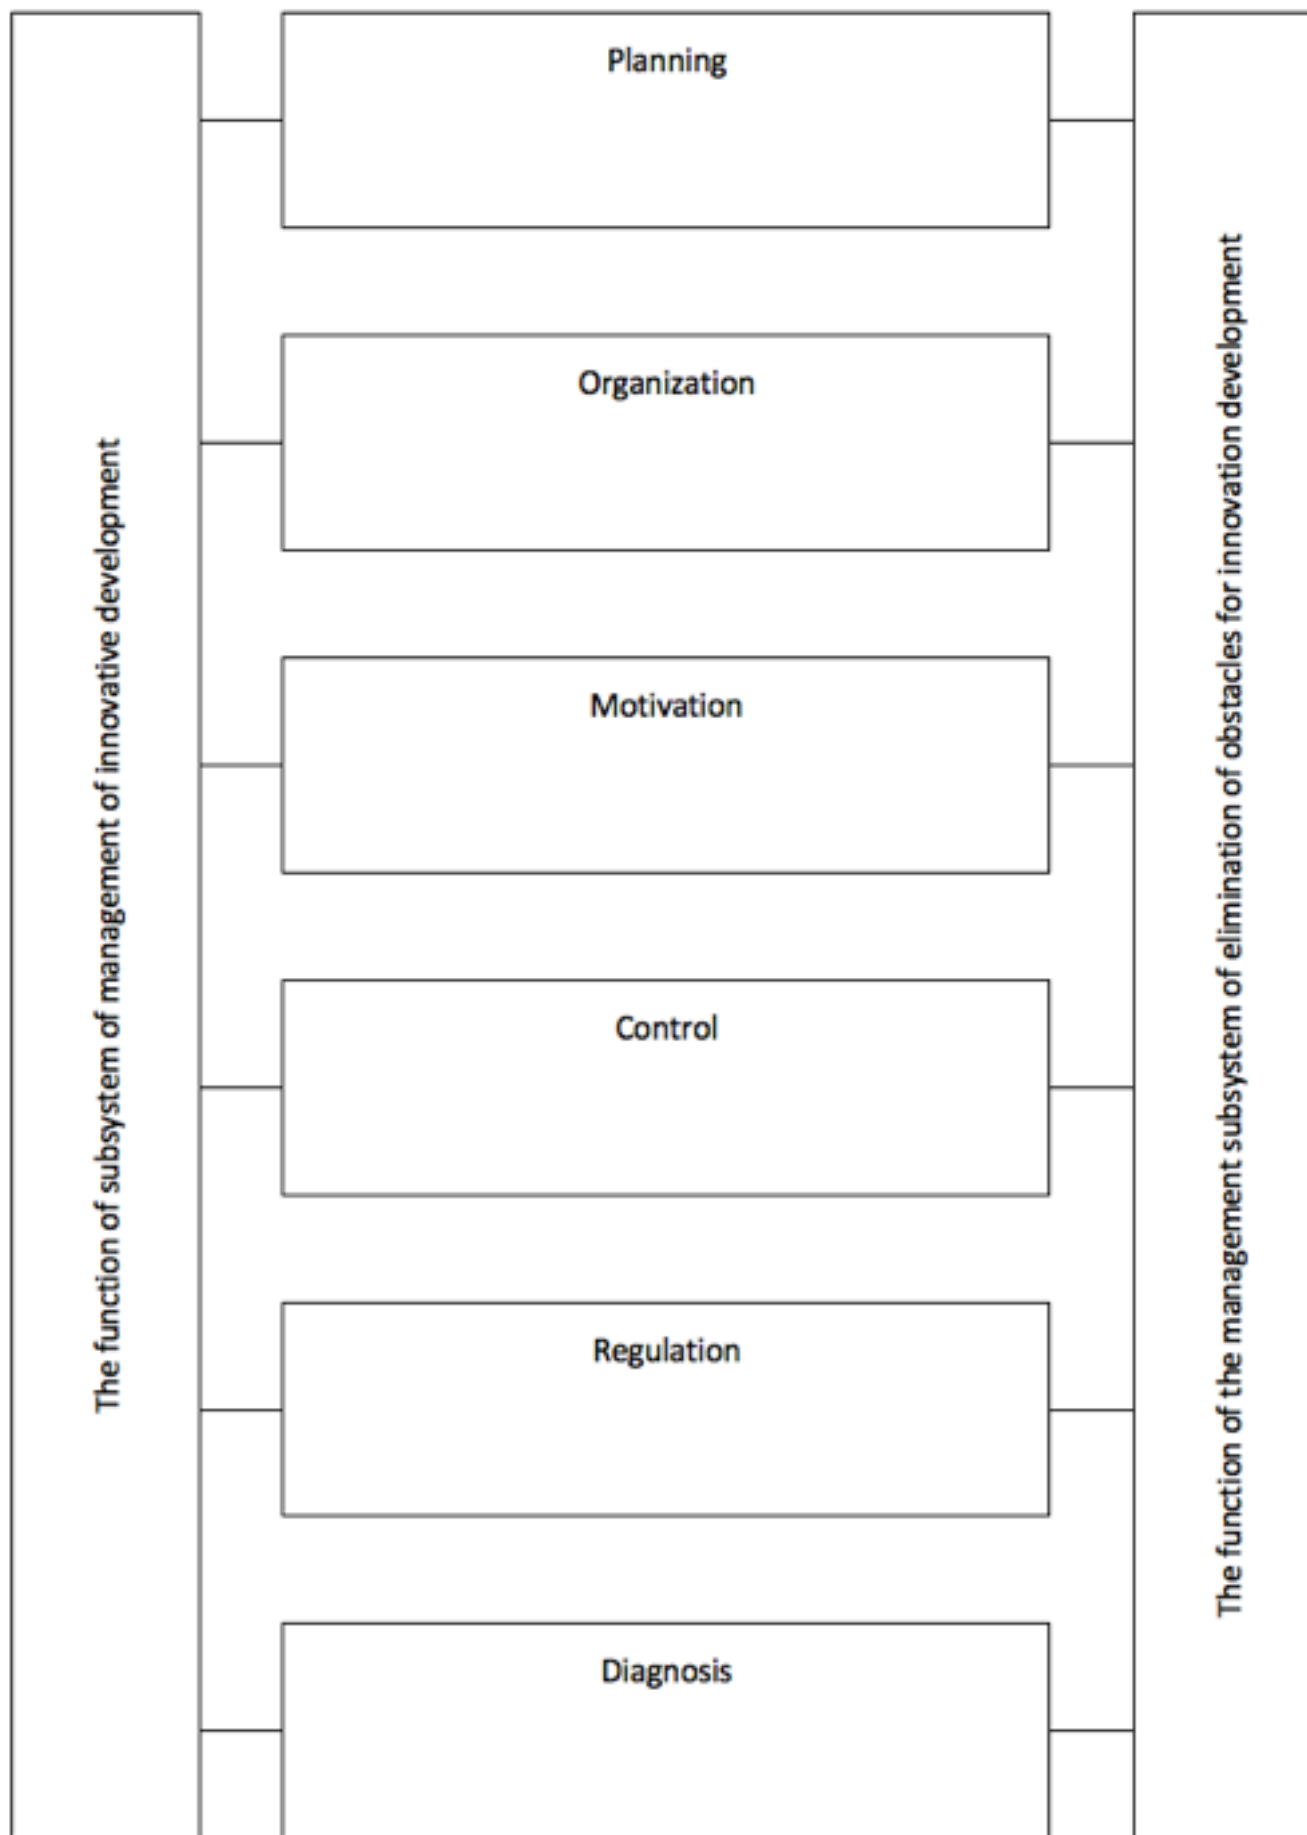 The function of subsystem of management of innovative development
Planning
Organization
Motivation
Control
Regulation
Diagnosis
The function of the management subsystem of elimination of obstacles for innovation development